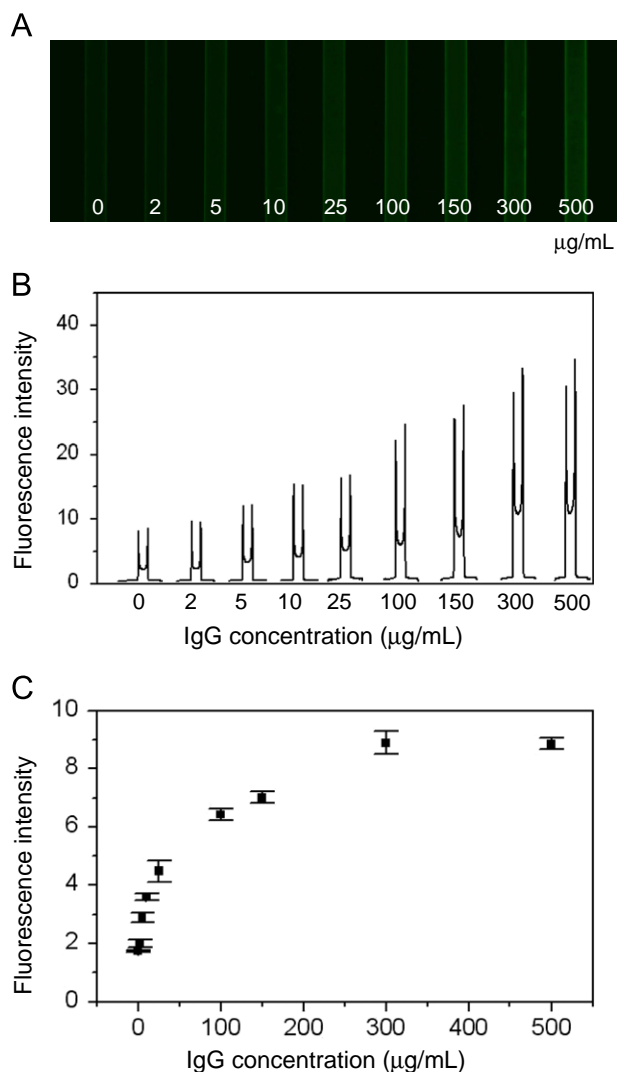 A
0 2 5 10 25 100 150 300 500
μg/mL
B
Fluorescence intensity
40
30
20
10
0
0 2 5 10 25 100 150 300 500
IgG concentration (μg/mL)
C
Fluorescence intensity
10
8
6
4
2
0
0 100 200 300 400 500
IgG concentration (μg/mL)